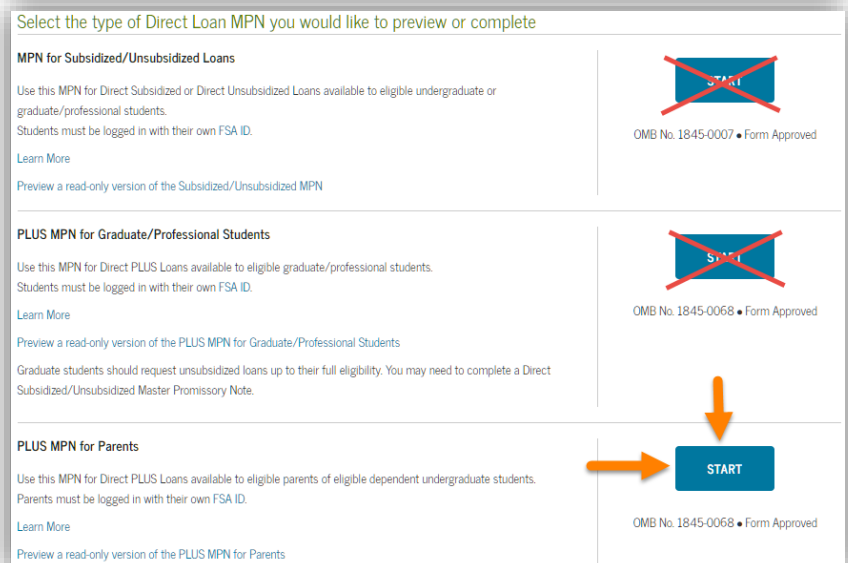 Select the type of Direct Loan MPN you would like to preview or complete
MPN for Subsidized/Unsubsidized Loans
Use this MPN for Direct Subsidized or Direct Unsubsidized Loans available to eligible undergraduate or
graduate/professional students.
Students must be logged in with their own FSA ID.
Learn More
Preview a read-only version of the Subsidized/Unsubsidized MPN
START
OMB No. 1845-0007 • Form Approved
PLUS MPN for Graduate/Professional Students
Use this MPN for Direct PLUS Loans available to eligible graduate/professional students.
Students must be logged in with their own FSA ID.
Learn More
Preview a read-only version of the PLUS MPN for Graduate/Professional Students
Graduate students should request unsubsidized loans up to their full eligibility. You may need to complete a Direct
Subsidized/Unsubsidized Master Promissory Note.
START
OMB No. 1845-0068 • Form Approved
PLUS MPN for Parents
Use this MPN for Direct PLUS Loans available to eligible parents of eligible dependent undergraduate students.
Parents must be logged in with their own FSA ID.
Learn More
Preview a read-only version of the PLUS MPN for Parents
START
OMB No. 1845-0068 • Form Approved